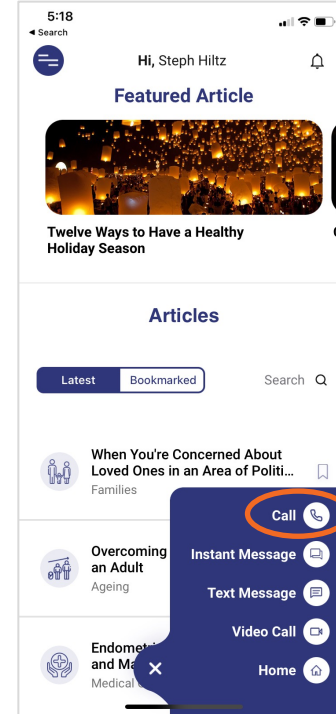 5:18
◀ Search
Hi, Steph Hiltz
Featured Article
Twelve Ways to Have a Healthy
Holiday Season
Articles
Latest Bookmarked Search
When You're Concerned About
Loved Ones in an Area of Politi...
Families
Call
Overcoming
Instant Message
an Adult
Ageing
Text Message
Video Call
and
Home
Medical